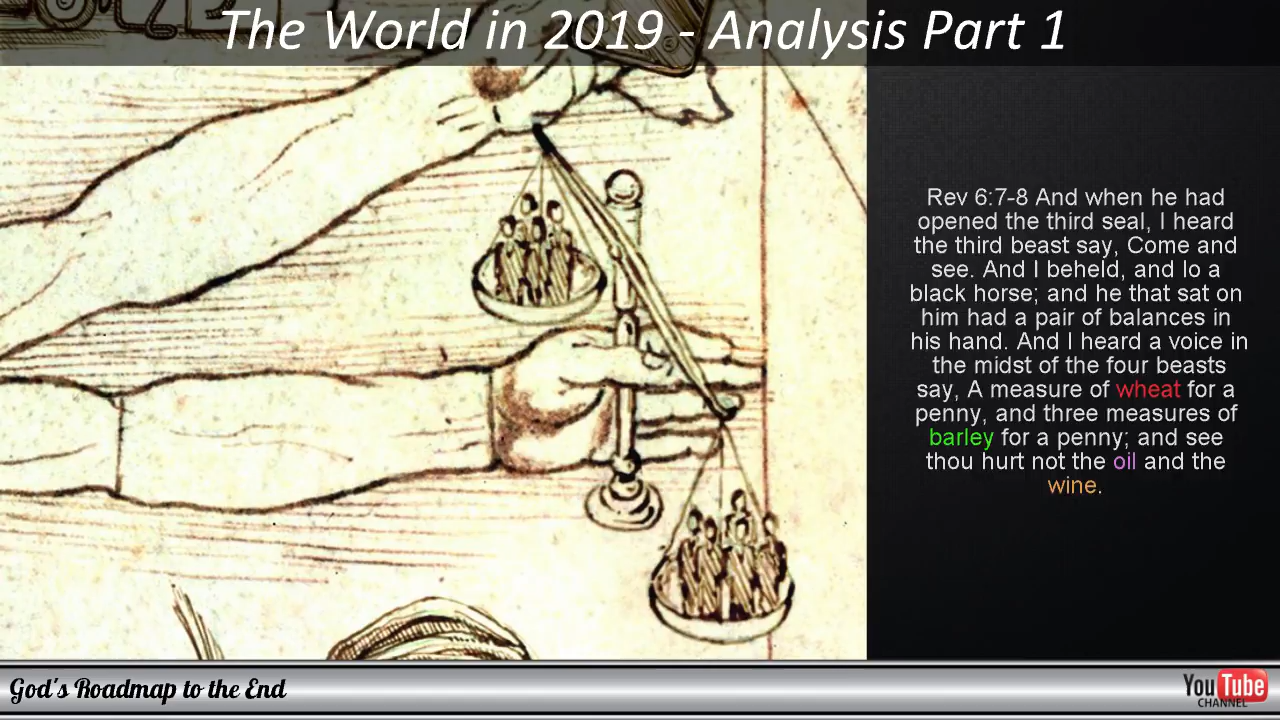 The World in 2019 - Analysis Part 1
Rev 6:7-8 And when he had
opened the third seal, I heard
the third beast say, Come and
see. And I beheld, and lo a
black horse; and he that sat on
him had a pair of balances in
his hand. And I heard a voice in
the midst of the four beasts
say, A measure of wheat for a
penny, and three measures of
barley for a penny; and see
thou hurt not the oil and the
wine.
God's Roadmap to the End
YouTube
CHANNEL